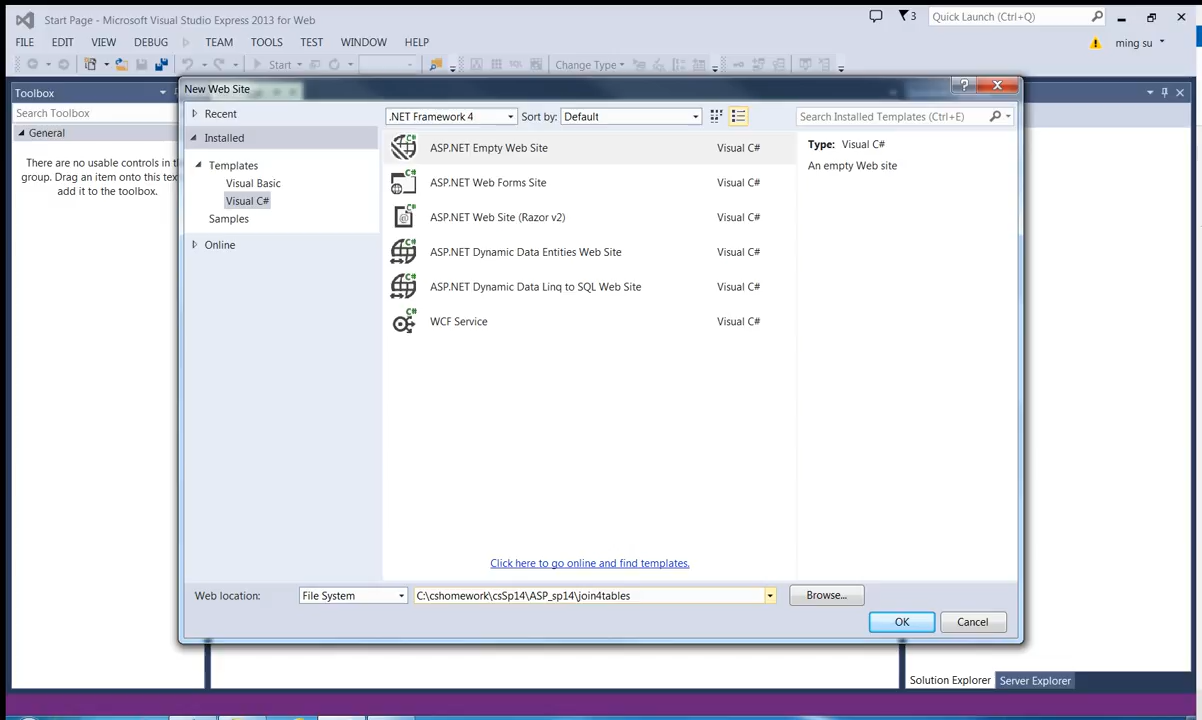 Start Page - Microsoft Visual Studio Express 2013 for Web
3
Quick Launch (Ctrl+Q)
FILE EDIT VIEW DEBUG TEAM TOOLS TEST WINDOW HELP
ming su
Start
Change Type
Toolbox
New Web Site
Search Toolbox
General
There are no usable controls in th
group. Drag an item onto this tex
add it to the toolbox.
Recent
Installed
Templates
Visual Basic
Visual C#
Samples
Online
.NET Framework 4
Sort by: Default
Search Installed Templates (Ctrl+E)
ASP.NET Empty Web Site Visual C#
ASP.NET Web Forms Site Visual C#
ASP.NET Web Site (Razor v2) Visual C#
ASP.NET Dynamic Data Entities Web Site Visual C#
ASP.NET Dynamic Data Linq to SQL Web Site Visual C#
WCF Service Visual C#
Type: Visual C#
An empty Web site
Click here to go online and find templates.
Web location: File System C:\cshomework\csSp14\ASP_sp14\join4tables Browse...
OK Cancel
Solution Explorer Server Explorer